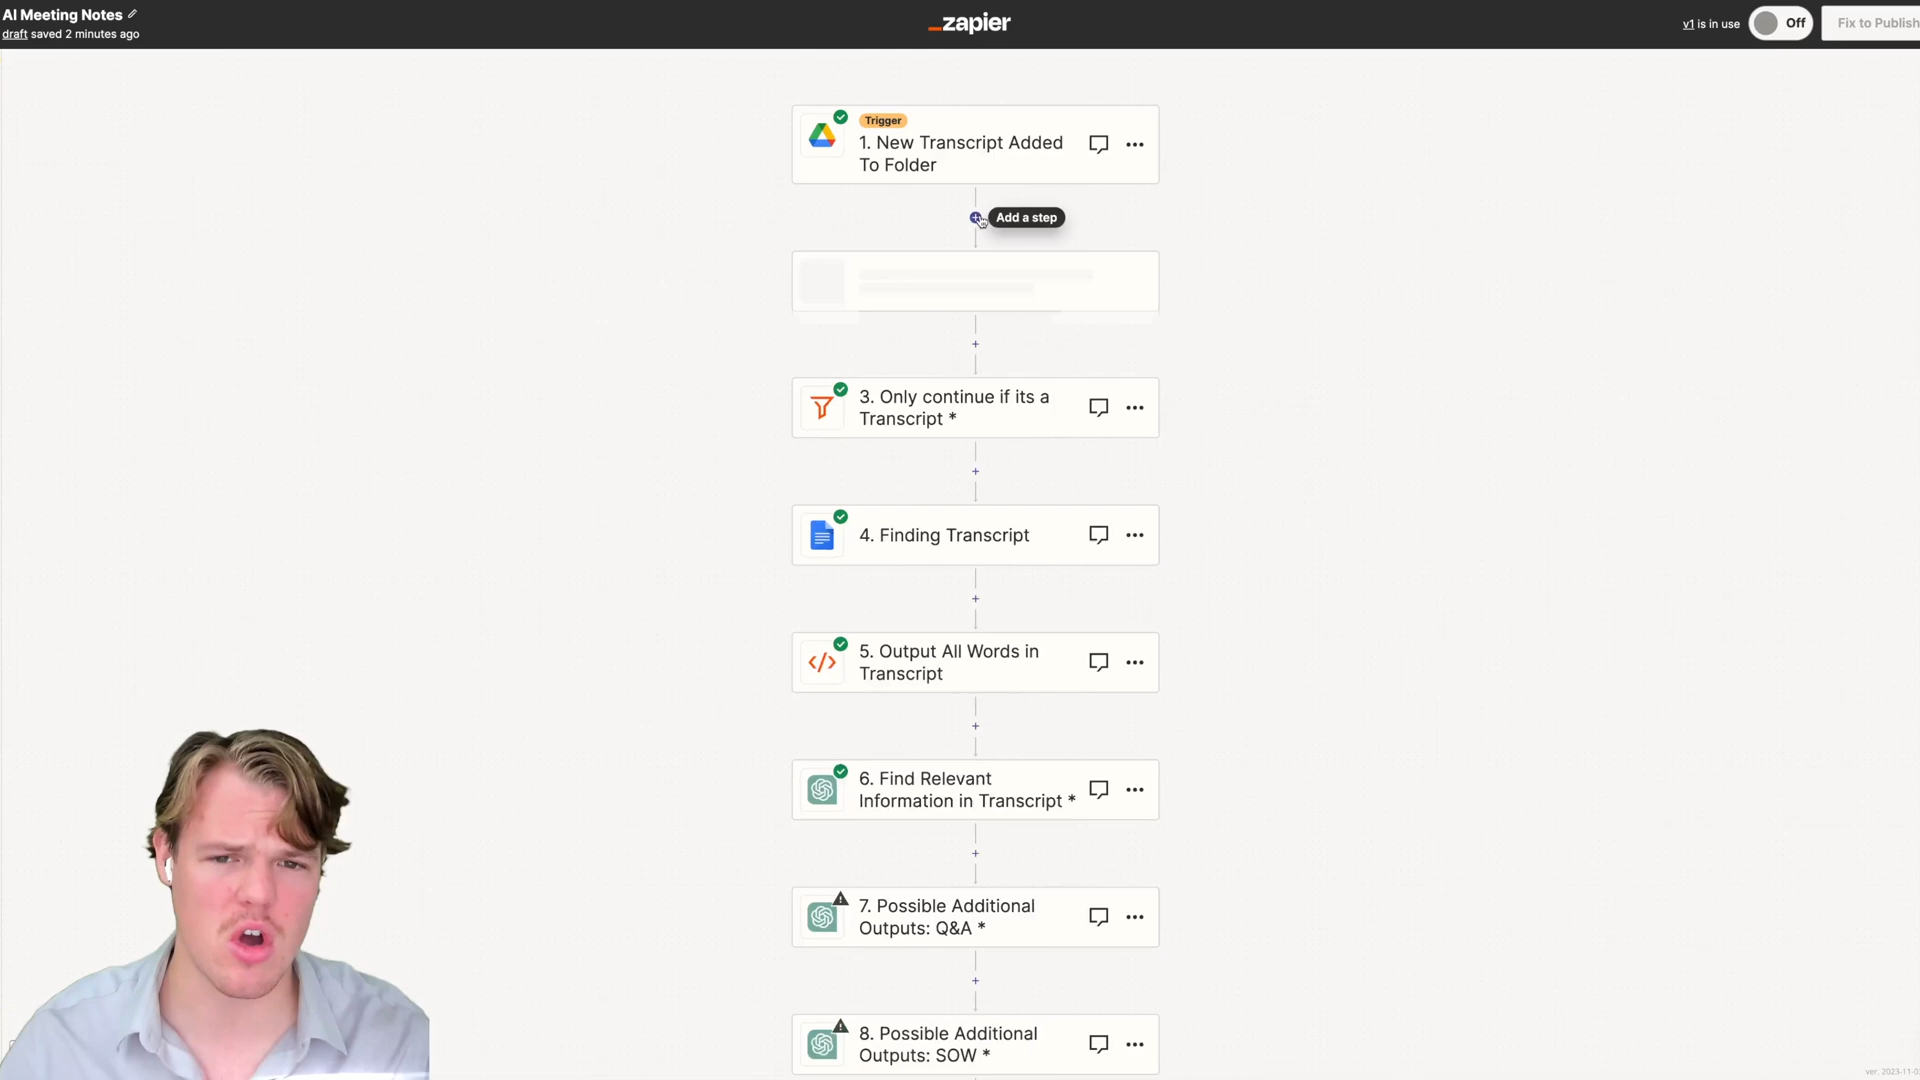 AI Meeting Notes
draft saved 2 minutes ago
zapier
v1 is in use
Off
Fix to Publish
Trigger
1. New Transcript Added
To Folder
Add a step
3. Only continue if its a
Transcript *
4. Finding Transcript
5. Output All Words in
Transcript
6. Find Relevant
Information in Transcript *
7. Possible Additional
Outputs: Q&A *
8. Possible Additional
Outputs: SOW *